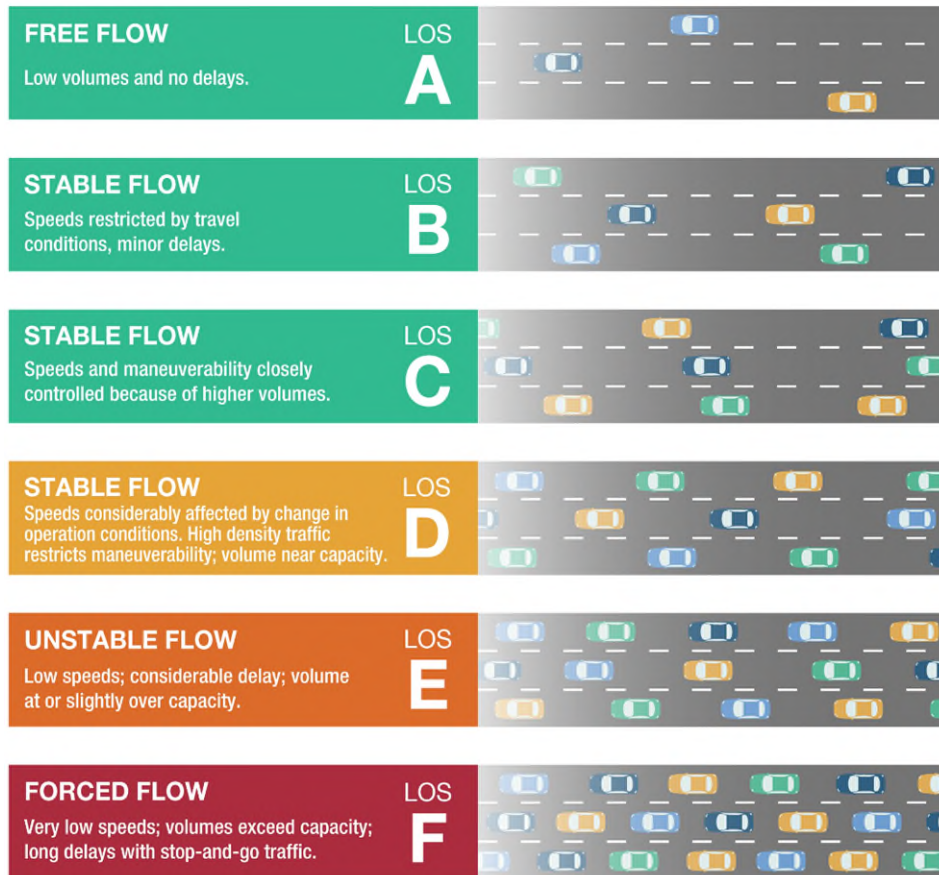 FREE FLOW
LOS
Low volumes and no delays.
A
STABLE FLOW
LOS
Speeds restricted by travel
conditions, minor delays.
B
STABLE FLOW
LOS
Speeds and maneuverability closely
controlled because of higher volumes.
C
STABLE FLOW
LOS
Speeds considerably affected by change in
operation conditions. High density traffic
restricts maneuverability; volume near capacity.
D
UNSTABLE FLOW
LOS
Low speeds; considerable delay; volume
at or slightly over capacity.
E
FORCED FLOW
LOS
Very low speeds; volumes exceed capacity;
long delays with stop-and-go traffic.
F